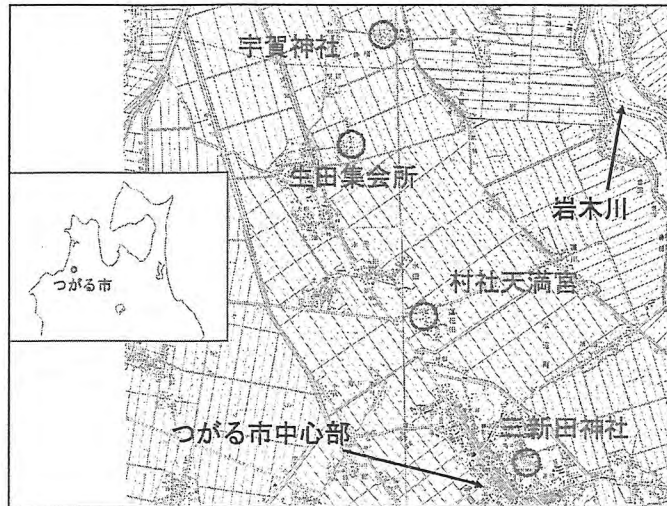 宇賀神社
生田集会所
岩木川
つがる市
村社天満宮
つがる市中心部
三新田神社